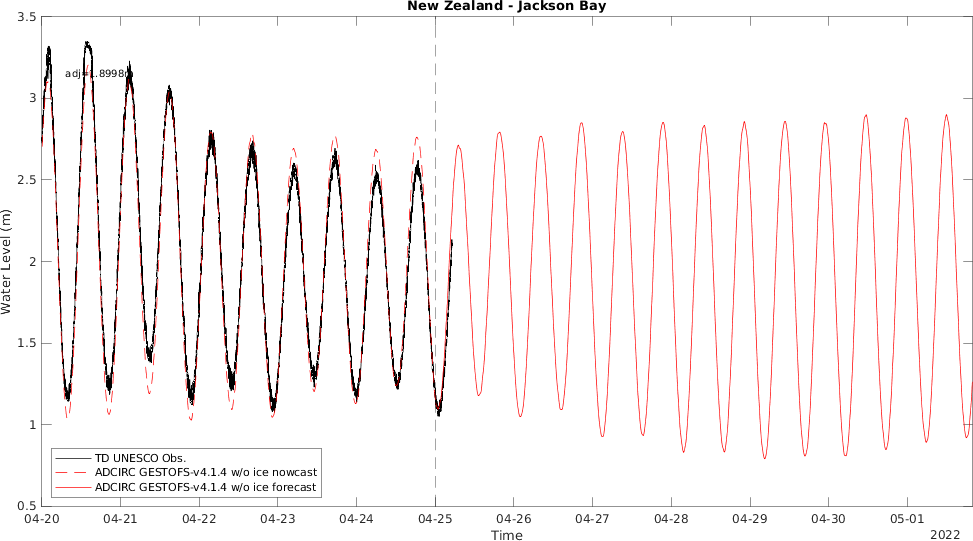 New Zealand - Jackson Bay
3.5
3
2.5
2
1.5
1
0.5
Water Level (m)
TD UNESCO Obs.
ADCIRC GESTOFS-v4.1.4 w/o ice nowcast
ADCIRC GESTOFS-v4.1.4 w/o ice forecast
04-20 04-21 04-22 04-23 04-24 04-25 04-26 04-27 04-28 04-29 04-30 05-01
Time
2022